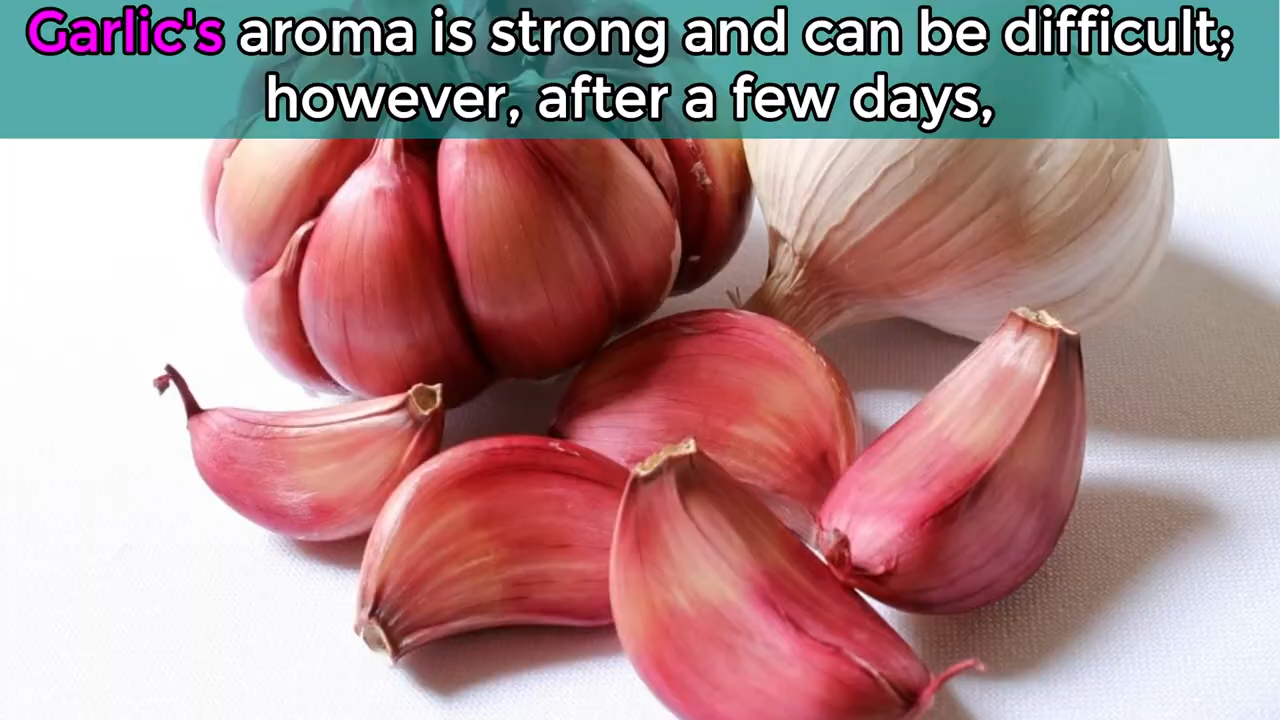 Garlic's aroma is strong and can be difficult;
however, after a few days,